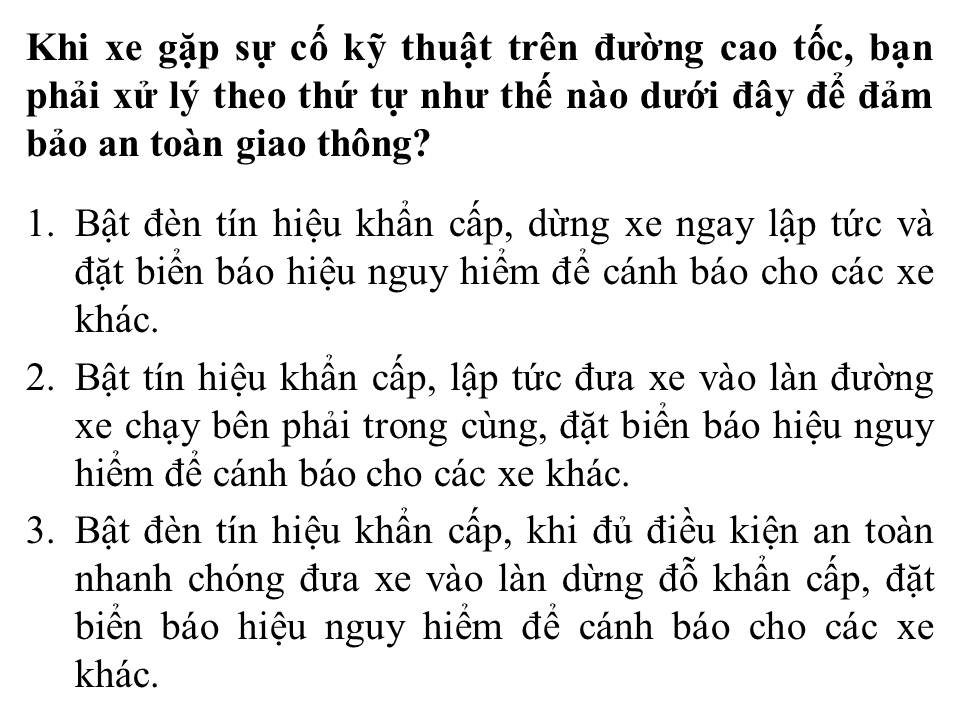 Khi xe gặp sự cố kỹ thuật trên đường cao tốc, bạn
phải xử lý theo thứ tự như thế nào dưới đây để đảm
bảo an toàn giao thông?
1. Bật đèn tín hiệu khẩn cấp, dừng xe ngay lập tức và
đặt biển báo hiệu nguy hiểm để cánh báo cho các xe
khác.
2. Bật tín hiệu khẩn cấp, lập tức đưa xe vào làn đường
xe chạy bên phải trong cùng, đặt biển báo hiệu nguy
hiểm để cánh báo cho các xe khác.
3. Bật đèn tín hiệu khẩn cấp, khi đủ điều kiện an toàn
nhanh chóng đưa xe vào làn dừng đỗ khẩn cấp, đặt
biển báo hiệu nguy hiểm để cánh báo cho các xe
khác.